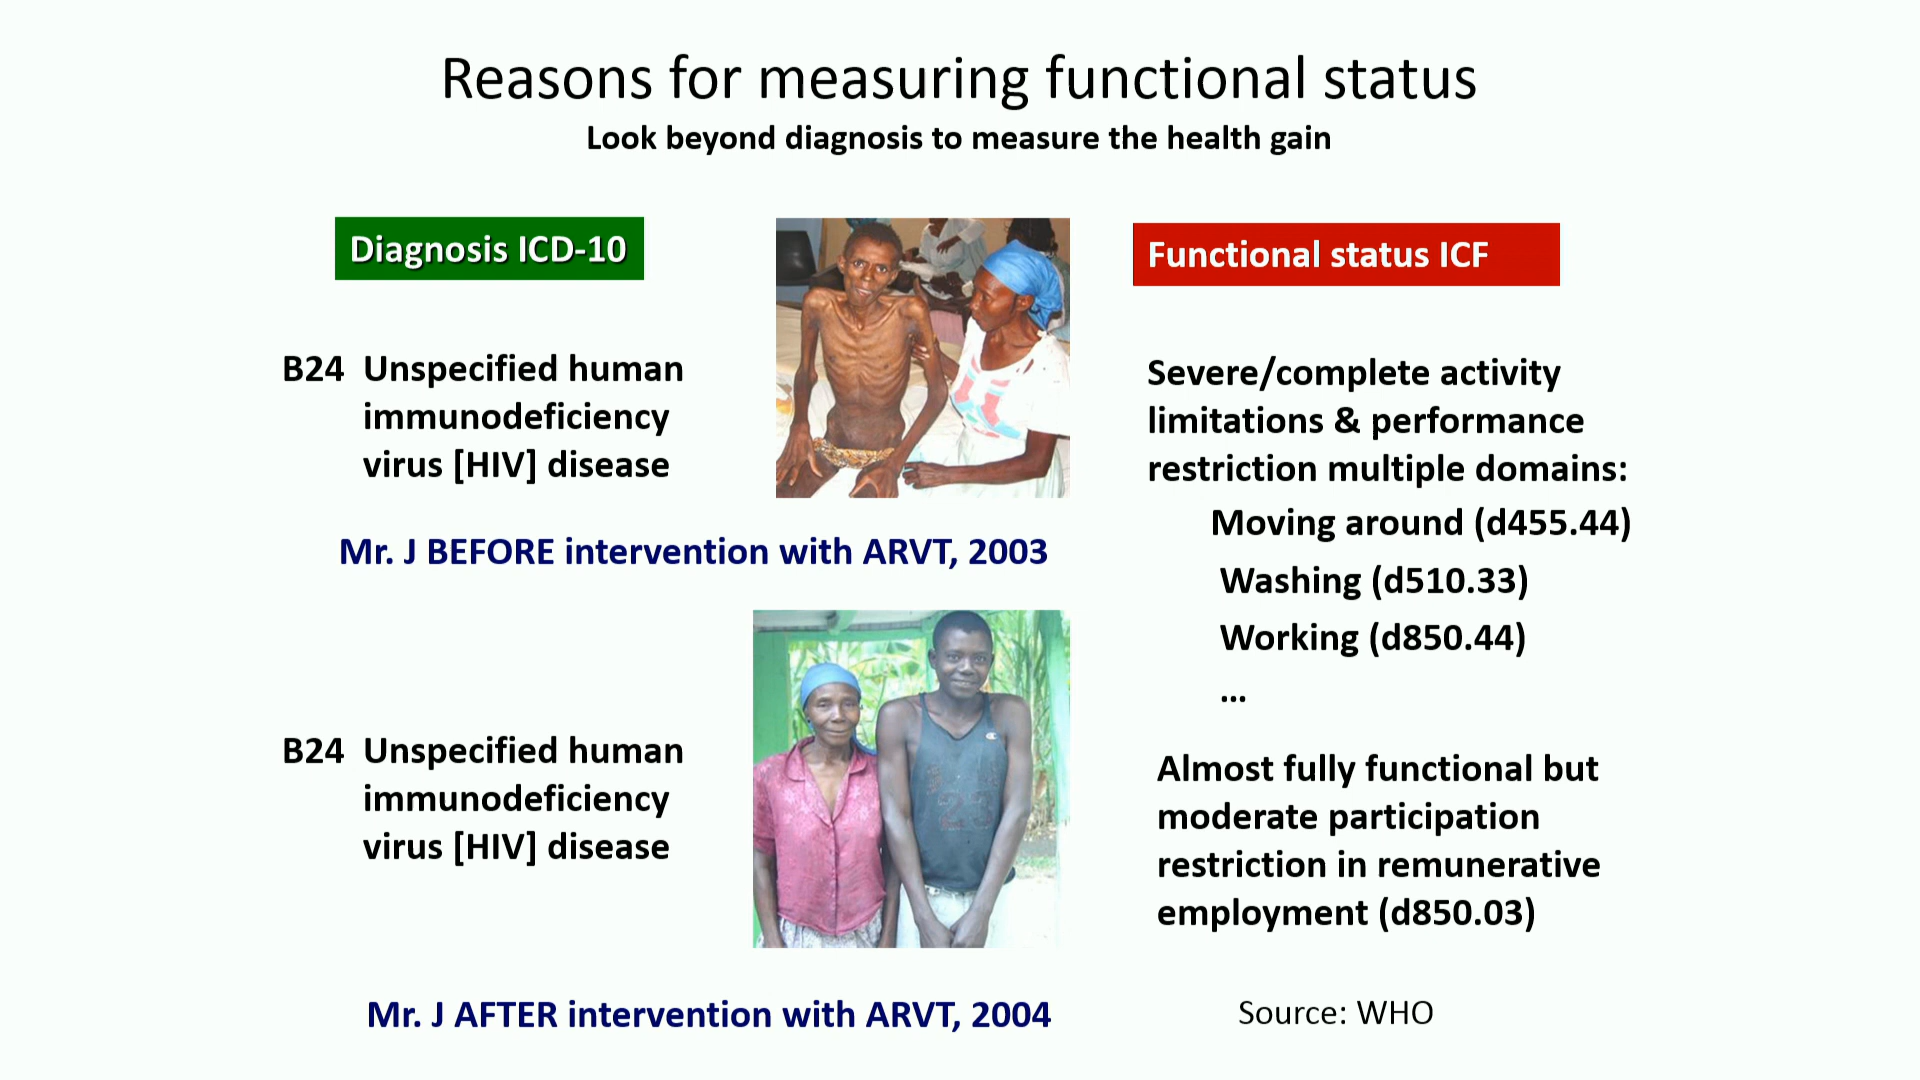 Reasons for measuring functional status
Look beyond diagnosis to measure the health gain
Diagnosis ICD-10
B24 Unspecified human
immunodeficiency
virus [HIV] disease
Mr. J BEFORE intervention with ARVT, 2003
B24 Unspecified human
immunodeficiency
virus [HIV] disease
Mr. J AFTER intervention with ARVT, 2004
Functional status ICF
Severe/complete activity
limitations & performance
restriction multiple domains:
Moving around (d455.44)
Washing (d510.33)
Working (d850.44)
...
Almost fully functional but
moderate participation
restriction in remunerative
employment (d850.03)
Source: WHO
23